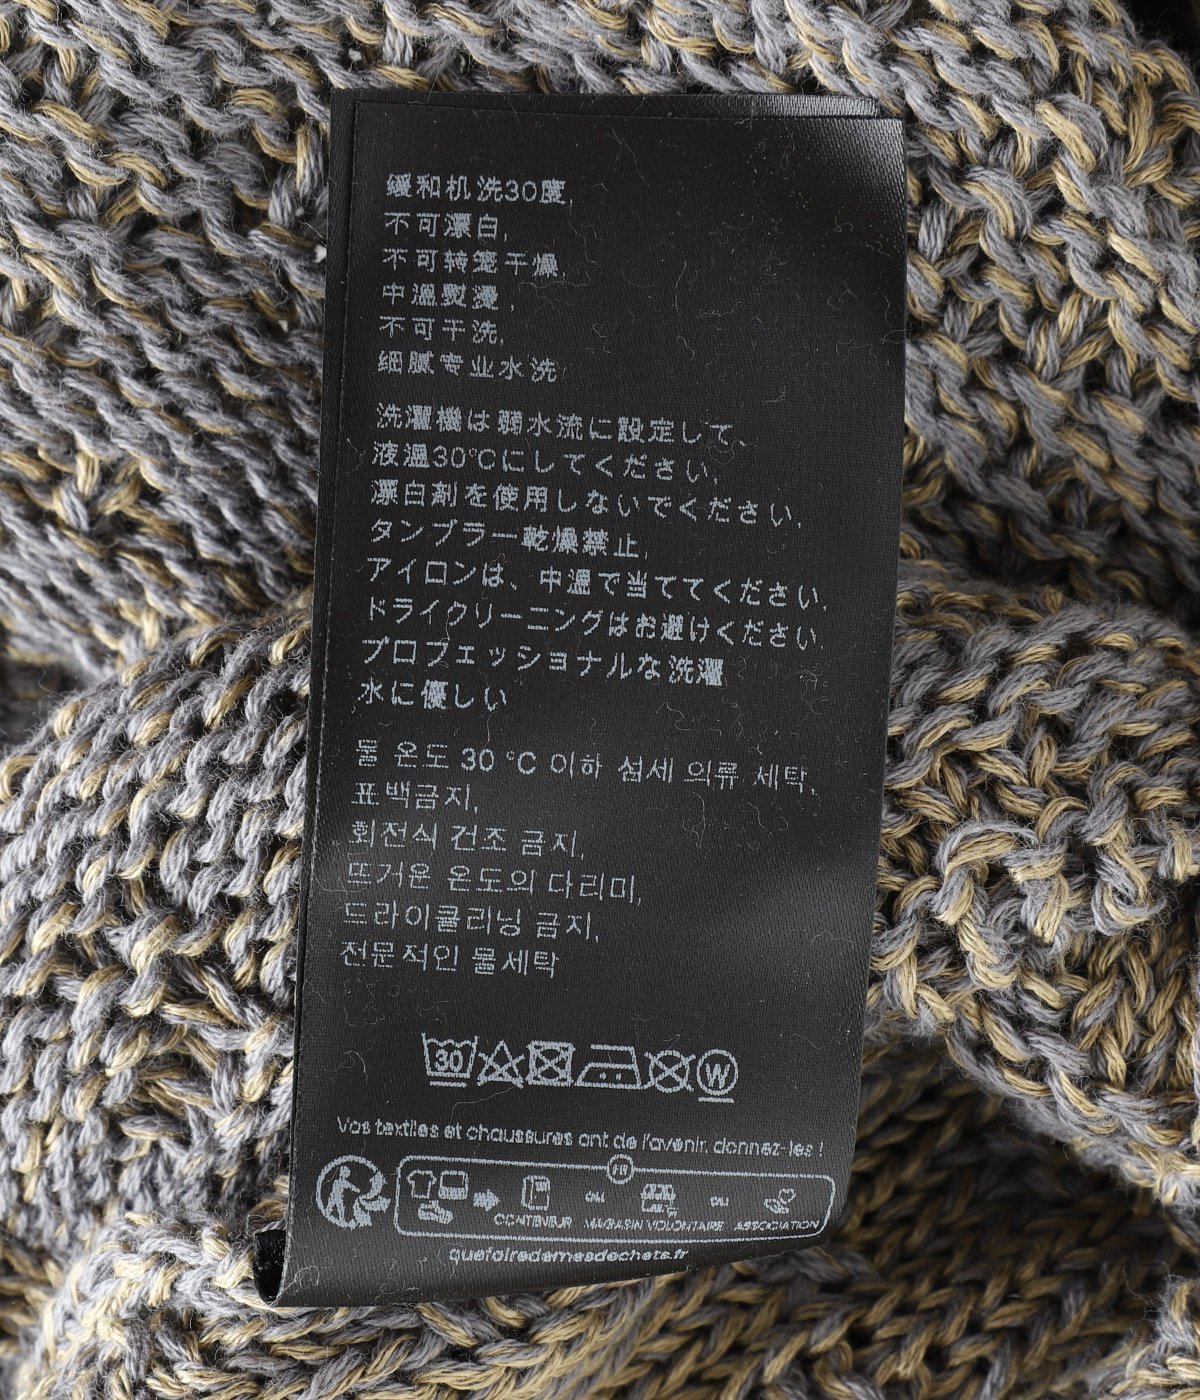 缓和机洗30度,
不可漂白,
不可转笼干燥,
中温熨烫,
不可干洗,
细腻专业水洗
洗濯機は弱水流に設定して、
液温30℃にしてください,
漂白剤を使用しないでください,
タンブラー乾燥禁止,
アイロンは、中温で当ててください,
ドライクリーニングはお避けください
プロフェッショナルな洗濯
水に優しい
물 온도 30 °C 이하 섬세 의류 세탁,
표백금지,
회전식 건조 금지,
뜨거운 온도의 다리미,
드라이클리닝 금지,
전문적인 물세탁
30 W
Vos textiles et chaussures ont de l'avenir, donnez-les !
FR
CONTENEUR OU MAGASIN VOLONTAIRE OU ASSOCIATION
quefairedemesdechets.fr